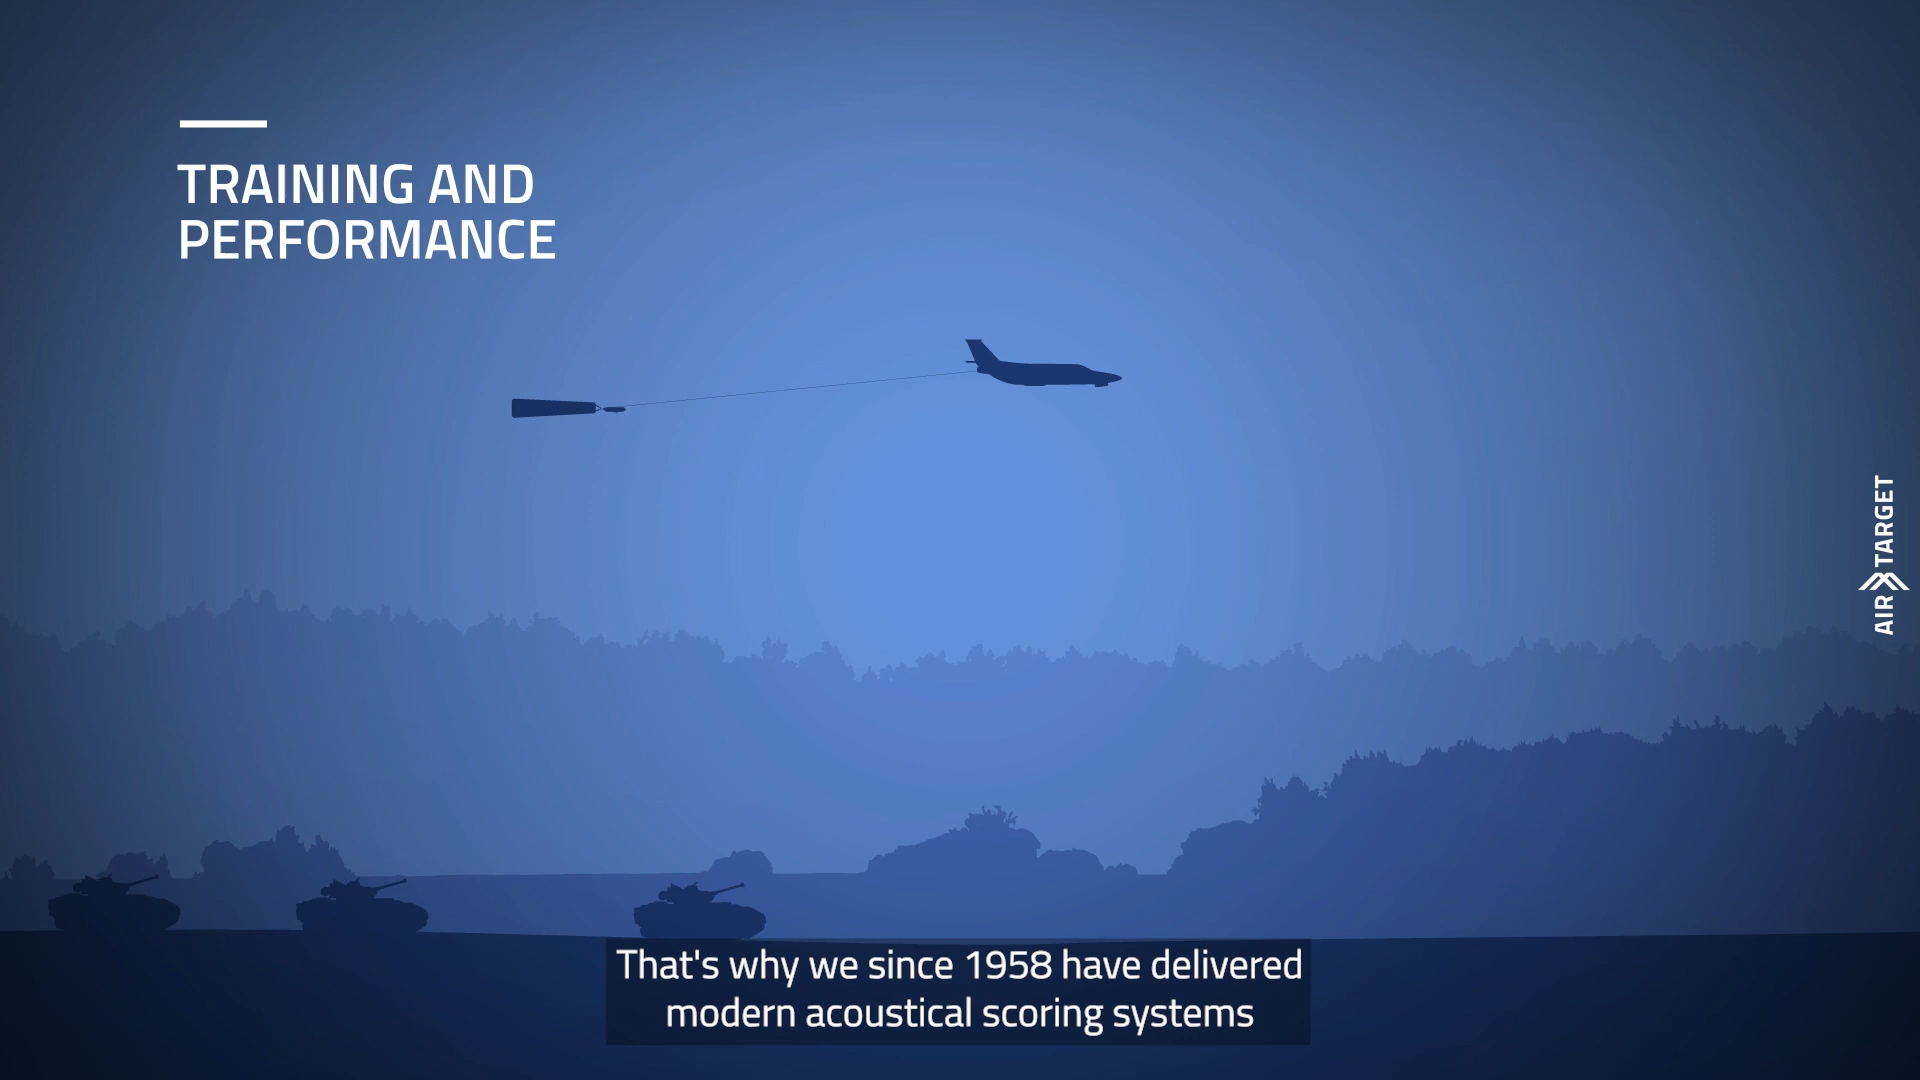 TRAINING AND
PERFORMANCE
AIR TARGET
That's why we since 1958 have delivered
modern acoustical scoring systems